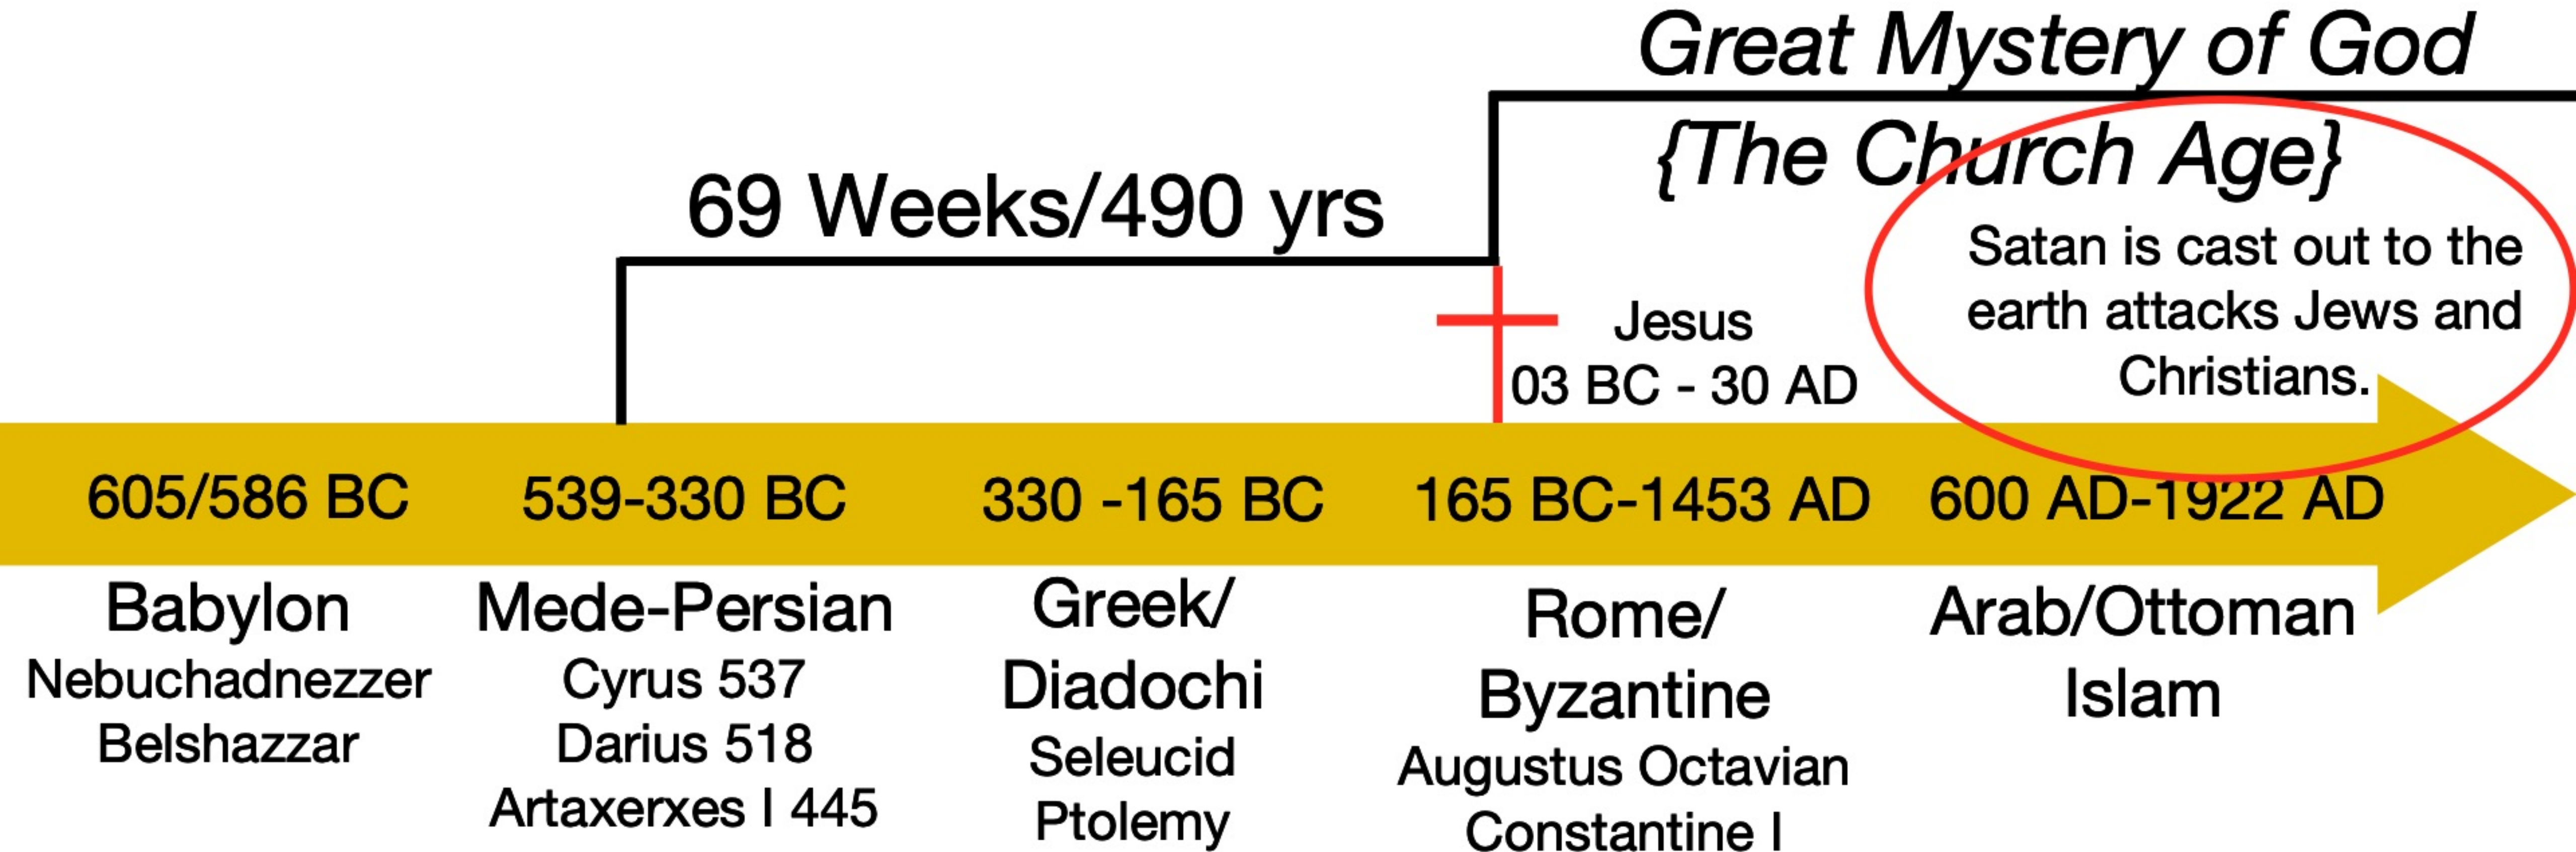 Great Mystery of God
{The Church Age}
69 Weeks/490 yrs
Satan is cast out to the
earth attacks Jews and
Christians.
Jesus
03 BC - 30 AD
605/586 BC
539-330 BC
330 -165 BC
165 BC-1453 AD
600 AD-1922 AD
Babylon
Nebuchadnezzer
Belshazzar
Mede-Persian
Cyrus 537
Darius 518
Artaxerxes I 445
Greek/
Diadochi
Seleucid
Ptolemy
Rome/
Byzantine
Augustus Octavian
Constantine I
Arab/Ottoman
Islam